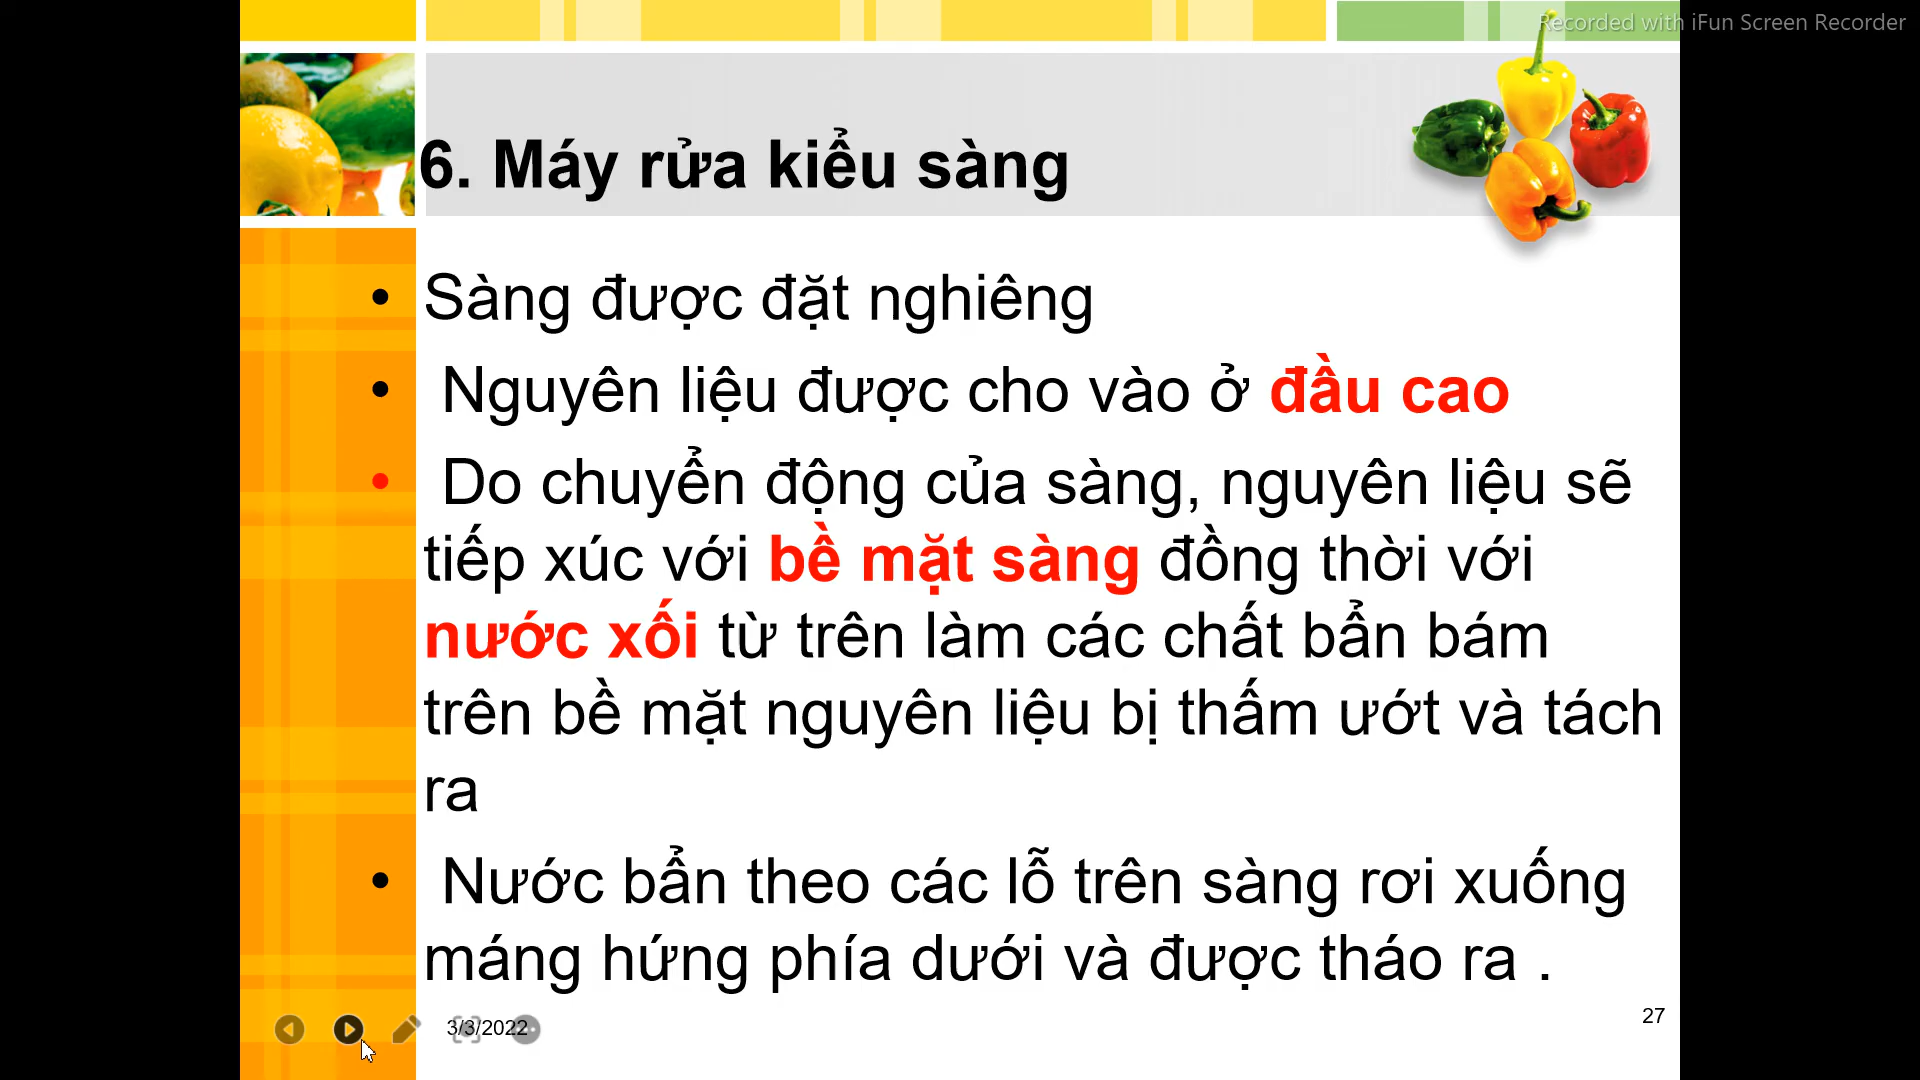 Recorded with iFun Screen Recorder
6. Máy rửa kiểu sàng
• Sàng được đặt nghiêng
• Nguyên liệu được cho vào ở đầu cao
• Do chuyển động của sàng, nguyên liệu sẽ
tiếp xúc với bề mặt sàng đồng thời với
nước xối từ trên làm các chất bẩn bám
trên bề mặt nguyên liệu bị thấm ướt và tách
ra
• Nước bẩn theo các lỗ trên sàng rơi xuống
máng hứng phía dưới và được tháo ra .
3/3/2022
27